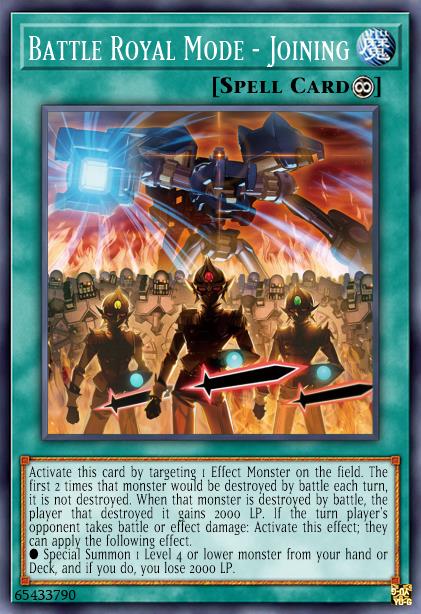 BATTLE ROYAL MODE - JOINING
[SPELL CARD]
Activate this card by targeting 1 Effect Monster on the field. The
first 2 times that monster would be destroyed by battle each turn,
it is not destroyed. When that monster is destroyed by battle, the
player that destroyed it gains 2000 LP. If the turn player's
opponent takes battle or effect damage: Activate this effect; they
can apply the following effect.
● Special Summon 1 Level 4 or lower monster from your hand or
Deck, and if you do, you lose 2000 LP.
65433790